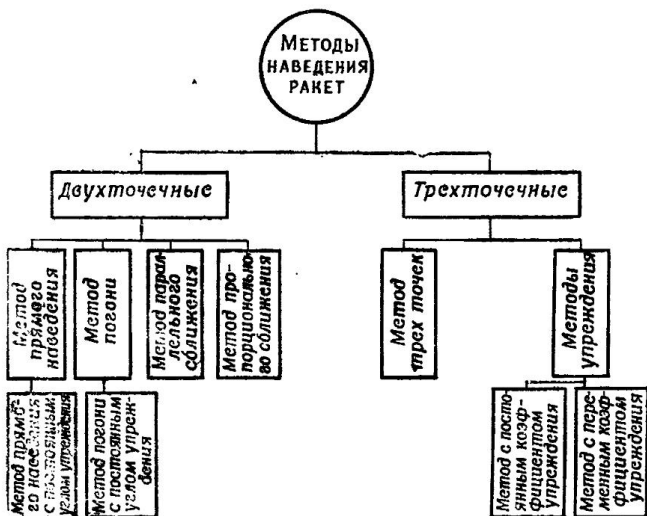 Методы
наведения
ракет
Двухточечные
Трехточечные
Метод
прямого
наведения
Метод
погони
Метод парал-
лельного
сближения
Метод про-
порционально-
го сближения
Метод
трех точек
Методы
упреждения
Метод прямо-
го наведения
с постоянным
углом упреждения
Метод погони
с постоянным
углом упреж-
дения
Метод с посто-
янным коэф-
фициентом
упреждения
Метод с пере-
менным коэф-
фициентом
упреждения